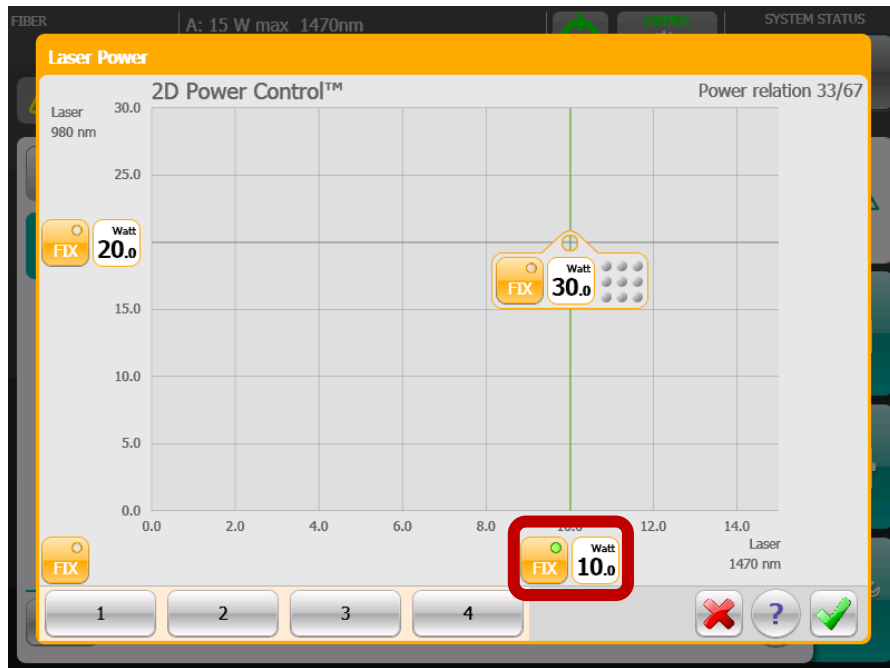 FIBER
A: 15 W max 1470nm
SYSTEM STATUS
Laser Power
2D Power Control™
Power relation 33/67
Laser
980 nm
30.0
25.0
FIX
Watt
20.0
FIX
Watt
30.0
15.0
10.0
5.0
0.0
0.0 2.0 4.0 6.0 8.0 10.0 12.0 14.0
FIX
FIX
Watt
10.0
Laser
1470 nm
1 2 3 4
?